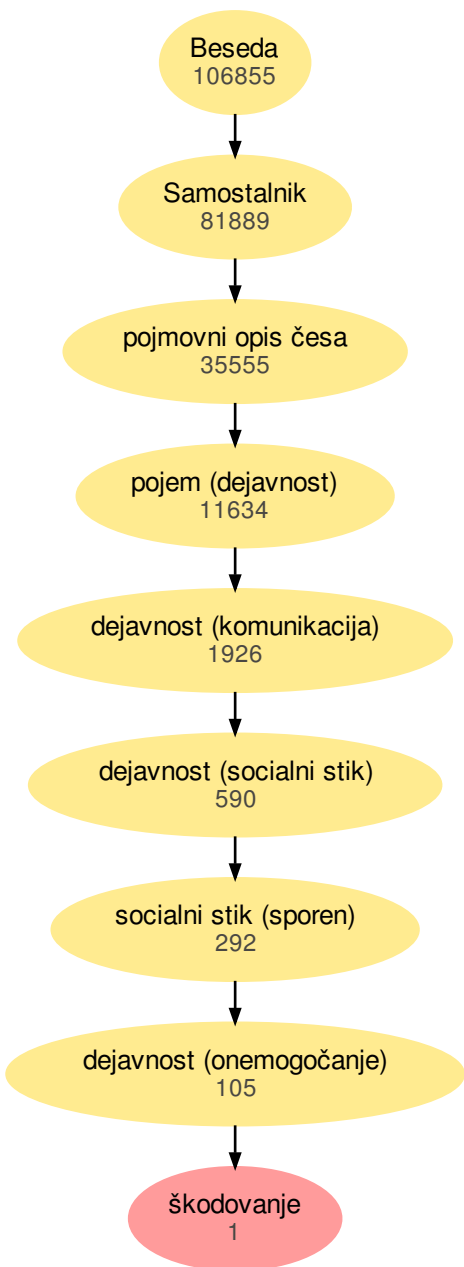 Beseda
106855
Samostalnik
81889
pojmovni opis česa
35555
pojem (dejavnost)
11634
dejavnost (komunikacija)
1926
dejavnost (socialni stik)
590
socialni stik (sporen)
292
dejavnost (onemogočanje)
105
škodovanje
1